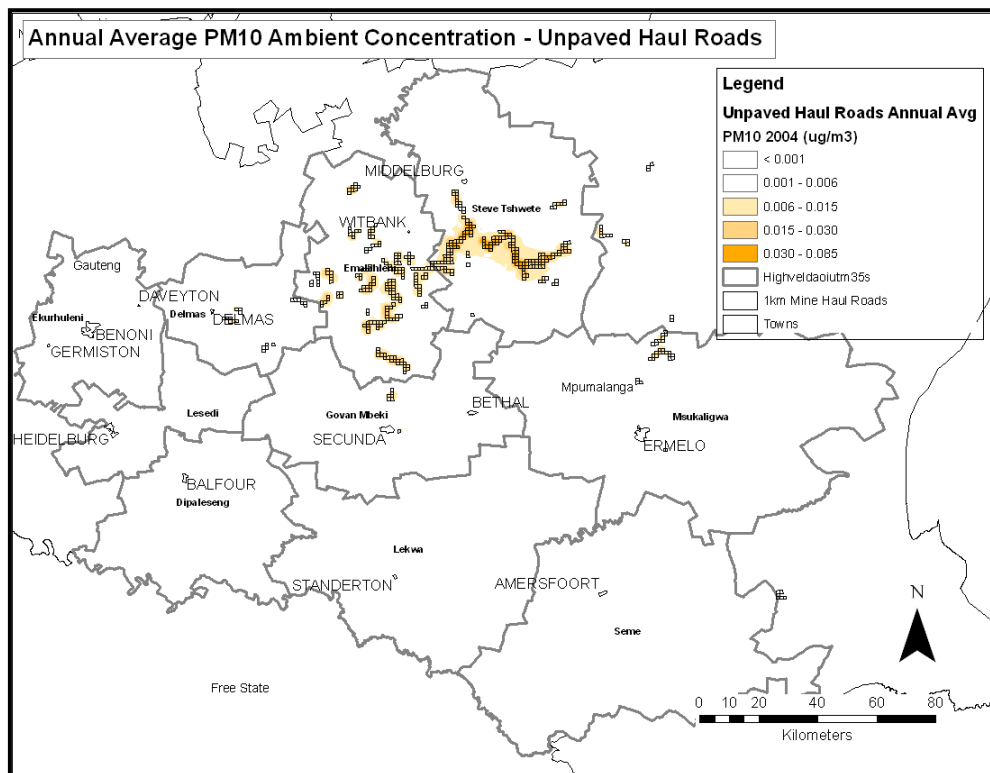 Annual Average PM10 Ambient Concentration - Unpaved Haul Roads
Legend
Unpaved Haul Roads Annual Avg
PM10 2004 (ug/m3)
< 0.001
0.001 - 0.006
0.006 - 0.015
0.015 - 0.030
0.030 - 0.085
Highveldaoiutm35s
1km Mine Haul Roads
Towns
MIDDELBURG
Steve Tshwete
WITBANK
Emalahleni
Gauteng
DAVEYTON
Delmas
DELMAS
Ekurhuleni
BENONI
GERMISTON
Mpumalanga
BETHAL
Lesedi
Govan Mbeki
Msukaligwa
HEIDELBURG
SECUNDA
ERMELO
BALFOUR
Dipaleseng
Lekwa
STANDERTON
AMERSFOORT
Seme
Free State
N
0 10 20 40 60 80
Kilometers